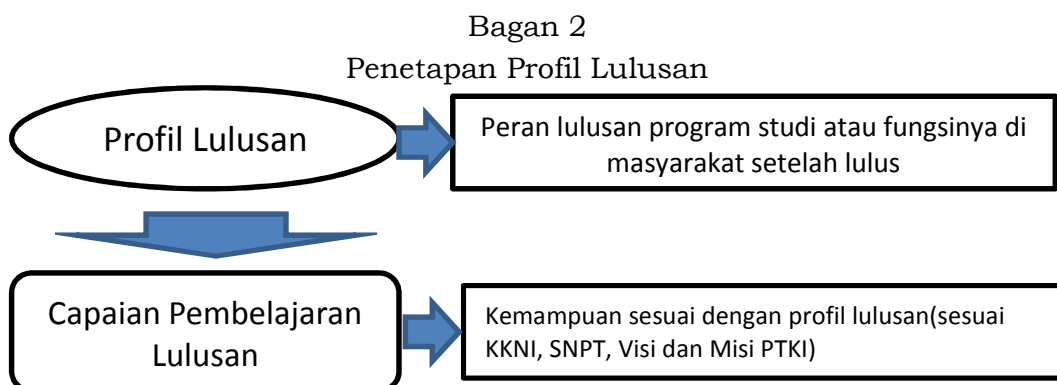 Bagan 2
Penetapan Profil Lulusan
Profil Lulusan
Peran lulusan program studi atau fungsinya di
masyarakat setelah lulus
Capaian Pembelajaran
Lulusan
Kemampuan sesuai dengan profil lulusan(sesuai
KKNI, SNPT, Visi dan Misi PTKI)